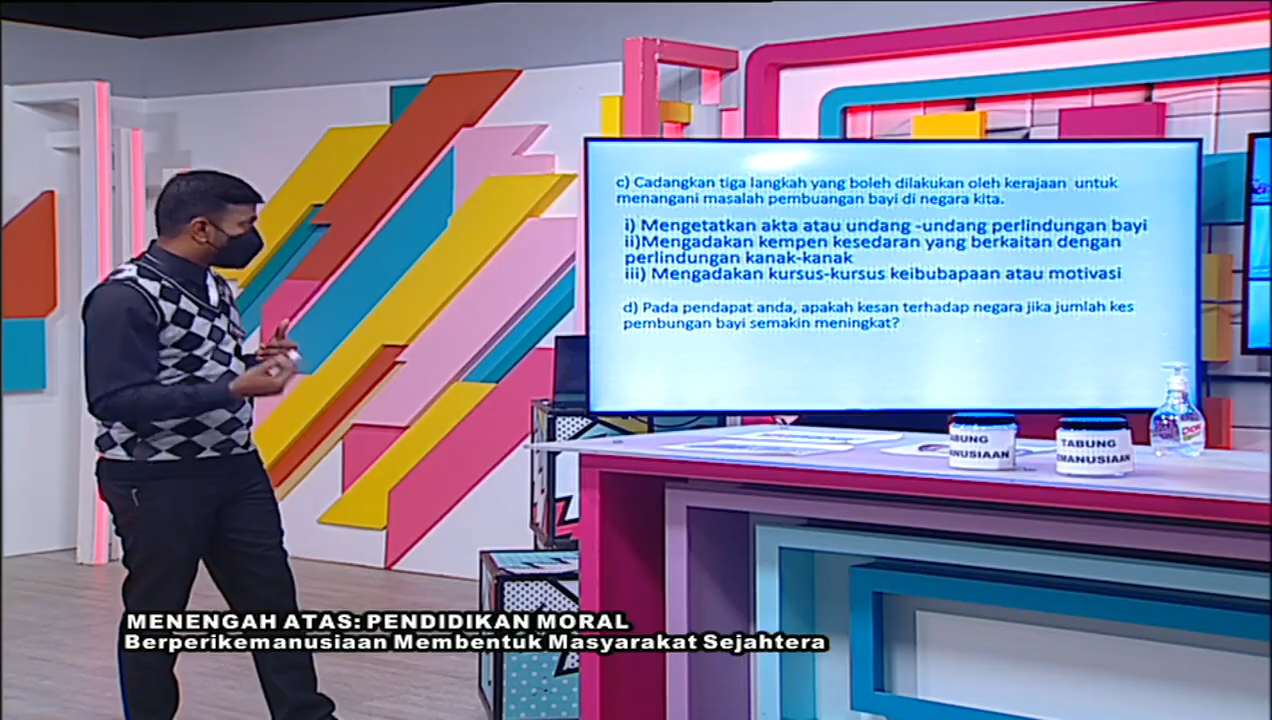 c) Cadangkan tiga langkah yang boleh dilakukan oleh kerajaan untuk
menangani masalah pembuangan bayi di negara kita.
i) Mengetatkan akta atau undang -undang perlindungan bayi
ii)Mengadakan kempen kesedaran yang berkaitan dengan
perlindungan kanak-kanak
iii) Mengadakan kursus-kursus keibubapaan atau motivasi
d) Pada pendapat anda, apakah kesan terhadap negara jika jumlah kes
pembungan bayi semakin meningkat?
TABUNG
EMANUSIAAN
ABUNG
ANUSIAAN
MENENGAH ATAS: PENDIDIKAN MORAL
Berperikemanusiaan Membentuk Masyarakat Sejahtera